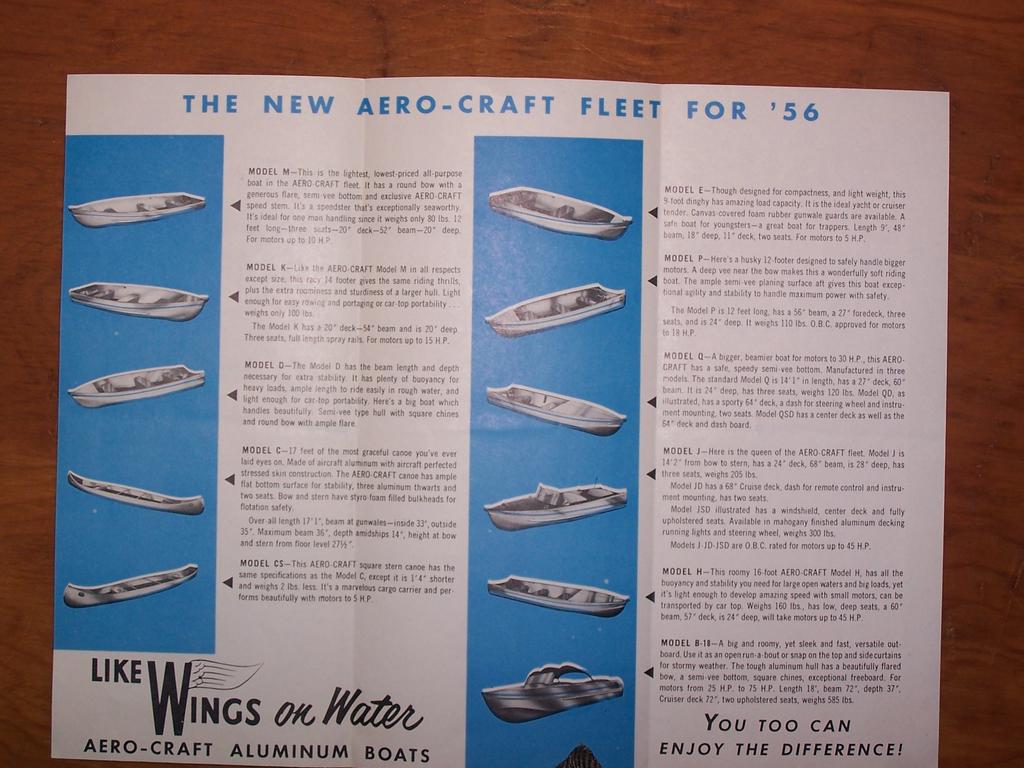 THE NEW AERO-CRAFT FLEET FOR '56
MODEL M—This is the lightest, lowest-priced all-purpose
boat in the AERO-CRAFT fleet. It has a round bow with a
generous flare, semi-vee bottom and exclusive AERO-CRAFT
speed stem. It's a speedster that's exceptionally seaworthy.
It's ideal for one man handling since it weighs only 80 lbs. 12
feet long—three seats—20" deck—52" beam—20" deep.
For motors up to 10 H.P.
MODEL K—Like the AERO-CRAFT Model M in all respects
except size, this racy 14 footer gives the same riding thrills,
plus the extra roominess and sturdiness of a larger hull. Light
enough for easy rowing and portaging or car-top portability . . .
weighs only 100 lbs.
The Model K has a 20" deck—54" beam and is 20" deep.
Three seats, full length spray rails. For motors up to 15 H.P.
MODEL D—The Model D has the beam length and depth
necessary for extra stability. It has plenty of buoyancy for
heavy loads, ample length to ride easily in rough water, and
light enough for car-top portability. Here's a big boat which
handles beautifully. Semi-vee type hull with square chines
and round bow with ample flare.
MODEL C—17 feet of the most graceful canoe you've ever
laid eyes on. Made of aircraft aluminum with aircraft perfected
stressed skin construction. The AERO-CRAFT canoe has ample
flat bottom surface for stability, three aluminum thwarts and
two seats. Bow and stern have styro-foam filled bulkheads for
flotation safety.
Over-all length 17'1", beam at gunwales—inside 33", outside
35". Maximum beam 36", depth amidships 14", height at bow
and stern from floor level 27½".
MODEL CS—This AERO-CRAFT square stern canoe has the
same specifications as the Model C, except it is 1'4" shorter
and weighs 2 lbs. less. It's a marvelous cargo carrier and per-
forms beautifully with motors to 5 H.P.
LIKE WINGS on Water
AERO-CRAFT ALUMINUM BOATS
MODEL E—Though designed for compactness, and light weight, this
9-foot dinghy has amazing load capacity. It is the ideal yacht or cruiser
tender. Canvas-covered foam rubber gunwale guards are available. A
safe boat for youngsters—a great boat for trappers. Length 9', 48"
beam, 18" deep, 11" deck, two seats. For motors to 5 H.P.
MODEL P—Here's a husky 12-footer designed to safely handle bigger
motors. A deep vee near the bow makes this a wonderfully soft riding
boat. The ample semi-vee planing surface aft gives this boat excep-
tional agility and stability to handle maximum power with safety.
The Model P is 12 feet long, has a 56" beam, a 27" foredeck, three
seats, and is 24" deep. It weighs 110 lbs. O.B.C. approved for motors
to 18 H.P.
MODEL Q—A bigger, beamier boat for motors to 30 H.P., this AERO-
CRAFT has a safe, speedy semi-vee bottom. Manufactured in three
models. The standard Model Q is 14'1" in length, has a 27" deck, 60"
beam. It is 24" deep, has three seats, weighs 120 lbs. Model QD, as
illustrated, has a sporty 64" deck, a dash for steering wheel and instru-
ment mounting, two seats. Model QSD has a center deck as well as the
64" deck and dash board.
MODEL J—Here is the queen of the AERO-CRAFT fleet. Model J is
14'2" from bow to stern, has a 24" deck, 68" beam, is 28" deep, has
three seats, weighs 205 lbs.
Model JD has a 68" Cruise deck, dash for remote control and instru-
ment mounting, has two seats.
Model JSD illustrated has a windshield, center deck and fully
upholstered seats. Available in mahogany finished aluminum decking
running lights and steering wheel, weighs 300 lbs.
Models J-JD-JSD are O.B.C. rated for motors up to 45 H.P.
MODEL H—This roomy 16-foot AERO-CRAFT Model H, has all the
buoyancy and stability you need for large open waters and big loads, yet
it's light enough to develop amazing speed with small motors, can be
transported by car top. Weighs 160 lbs., has low, deep seats, a 60"
beam, 57" deck, is 24" deep, will take motors up to 45 H.P.
MODEL B-18—A big and roomy, yet sleek and fast, versatile out-
board. Use it as an open run-a-bout or snap on the top and side curtains
for stormy weather. The tough aluminum hull has a beautifully flared
bow, a semi-vee bottom, square chines, exceptional freeboard. For
motors from 25 H.P. to 75 H.P. Length 18", beam 72", depth 37",
Cruiser deck 72", two upholstered seats, weighs 585 lbs.
YOU TOO CAN
ENJOY THE DIFFERENCE!